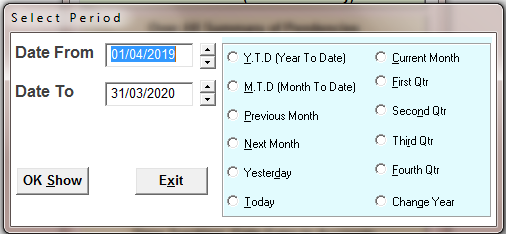 Select Period
Date From 01/04/2019
Date To 31/03/2020
OK Show
Exit
Y.T.D (Year To Date)
M.T.D (Month To Date)
Previous Month
Next Month
Yesterday
Today
Current Month
First Qtr
Second Qtr
Third Qtr
Fourth Qtr
Change Year